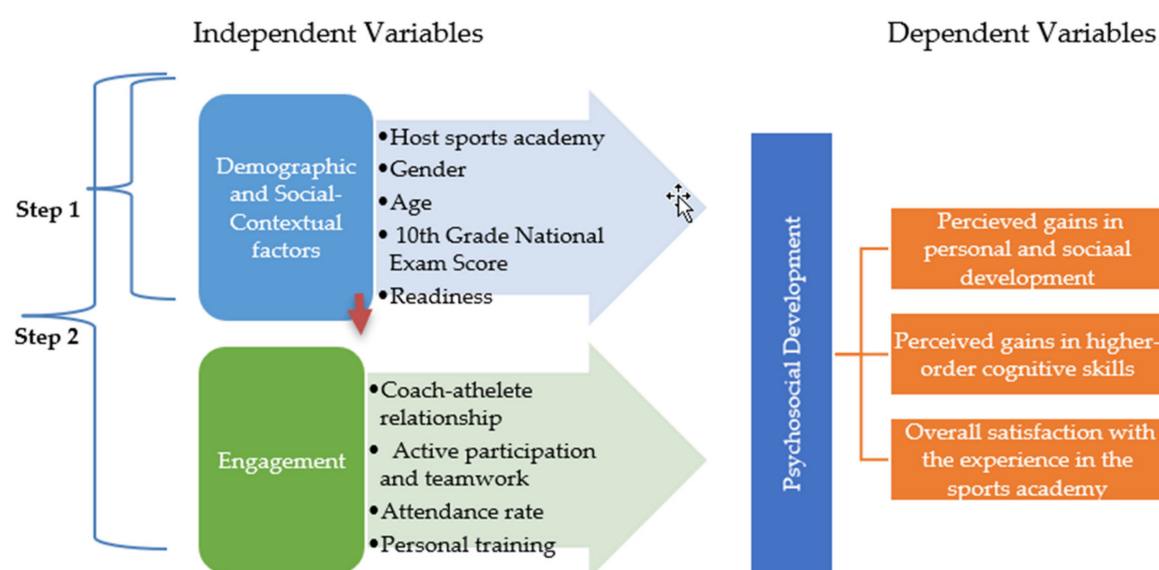 Independent Variables
Dependent Variables
Step 1
Step 2
Demographic
and Social-
Contextual
factors
•Host sports academy
•Gender
•Age
• 10th Grade National
Exam Score
•Readiness
Engagement
•Coach-athelete
relationship
• Active participation
and teamwork
•Attendance rate
•Personal training
Psychosocial Development
Percieved gains in
personal and sociaal
development
Perceived gains in higher-
order cognitive skills
Overall satisfaction with
the experience in the
sports academy